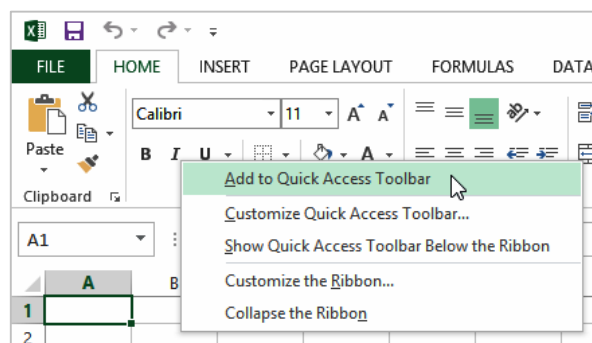 FILE HOME INSERT PAGE LAYOUT FORMULAS DATA
Calibri 11 A A
Paste B I U A
Clipboard
Add to Quick Access Toolbar
Customize Quick Access Toolbar...
Show Quick Access Toolbar Below the Ribbon
Customize the Ribbon...
Collapse the Ribbon
A1
A B
1
2